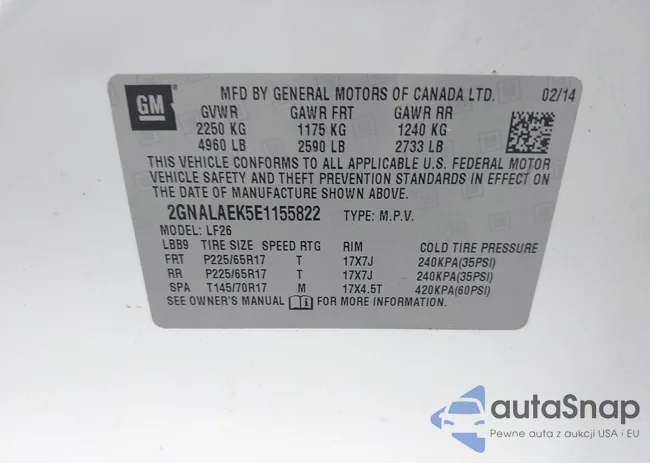 GM
MFD BY GENERAL MOTORS OF CANADA LTD. 02/14
GVWR GAWR FRT GAWR RR
2250 KG 1175 KG 1240 KG
4960 LB 2590 LB 2733 LB
THIS VEHICLE CONFORMS TO ALL APPLICABLE U.S. FEDERAL MOTOR
VEHICLE SAFETY AND THEFT PREVENTION STANDARDS IN EFFECT ON
THE DATE OF MANUFACTURE SHOWN ABOVE.
2GNALAEK5E1155822 TYPE: M.P.V.
MODEL: LF26
LBB9 TIRE SIZE SPEED RTG RIM COLD TIRE PRESSURE
FRT P225/65R17 T 17X7J 240KPA(35PSI)
RR P225/65R17 T 17X7J 240KPA(35PSI)
SPA T145/70R17 M 17X4.5T 420KPA(60PSI)
SEE OWNER'S MANUAL FOR MORE INFORMATION.
autoSnap
Pewne auta z aukcji USA i EU